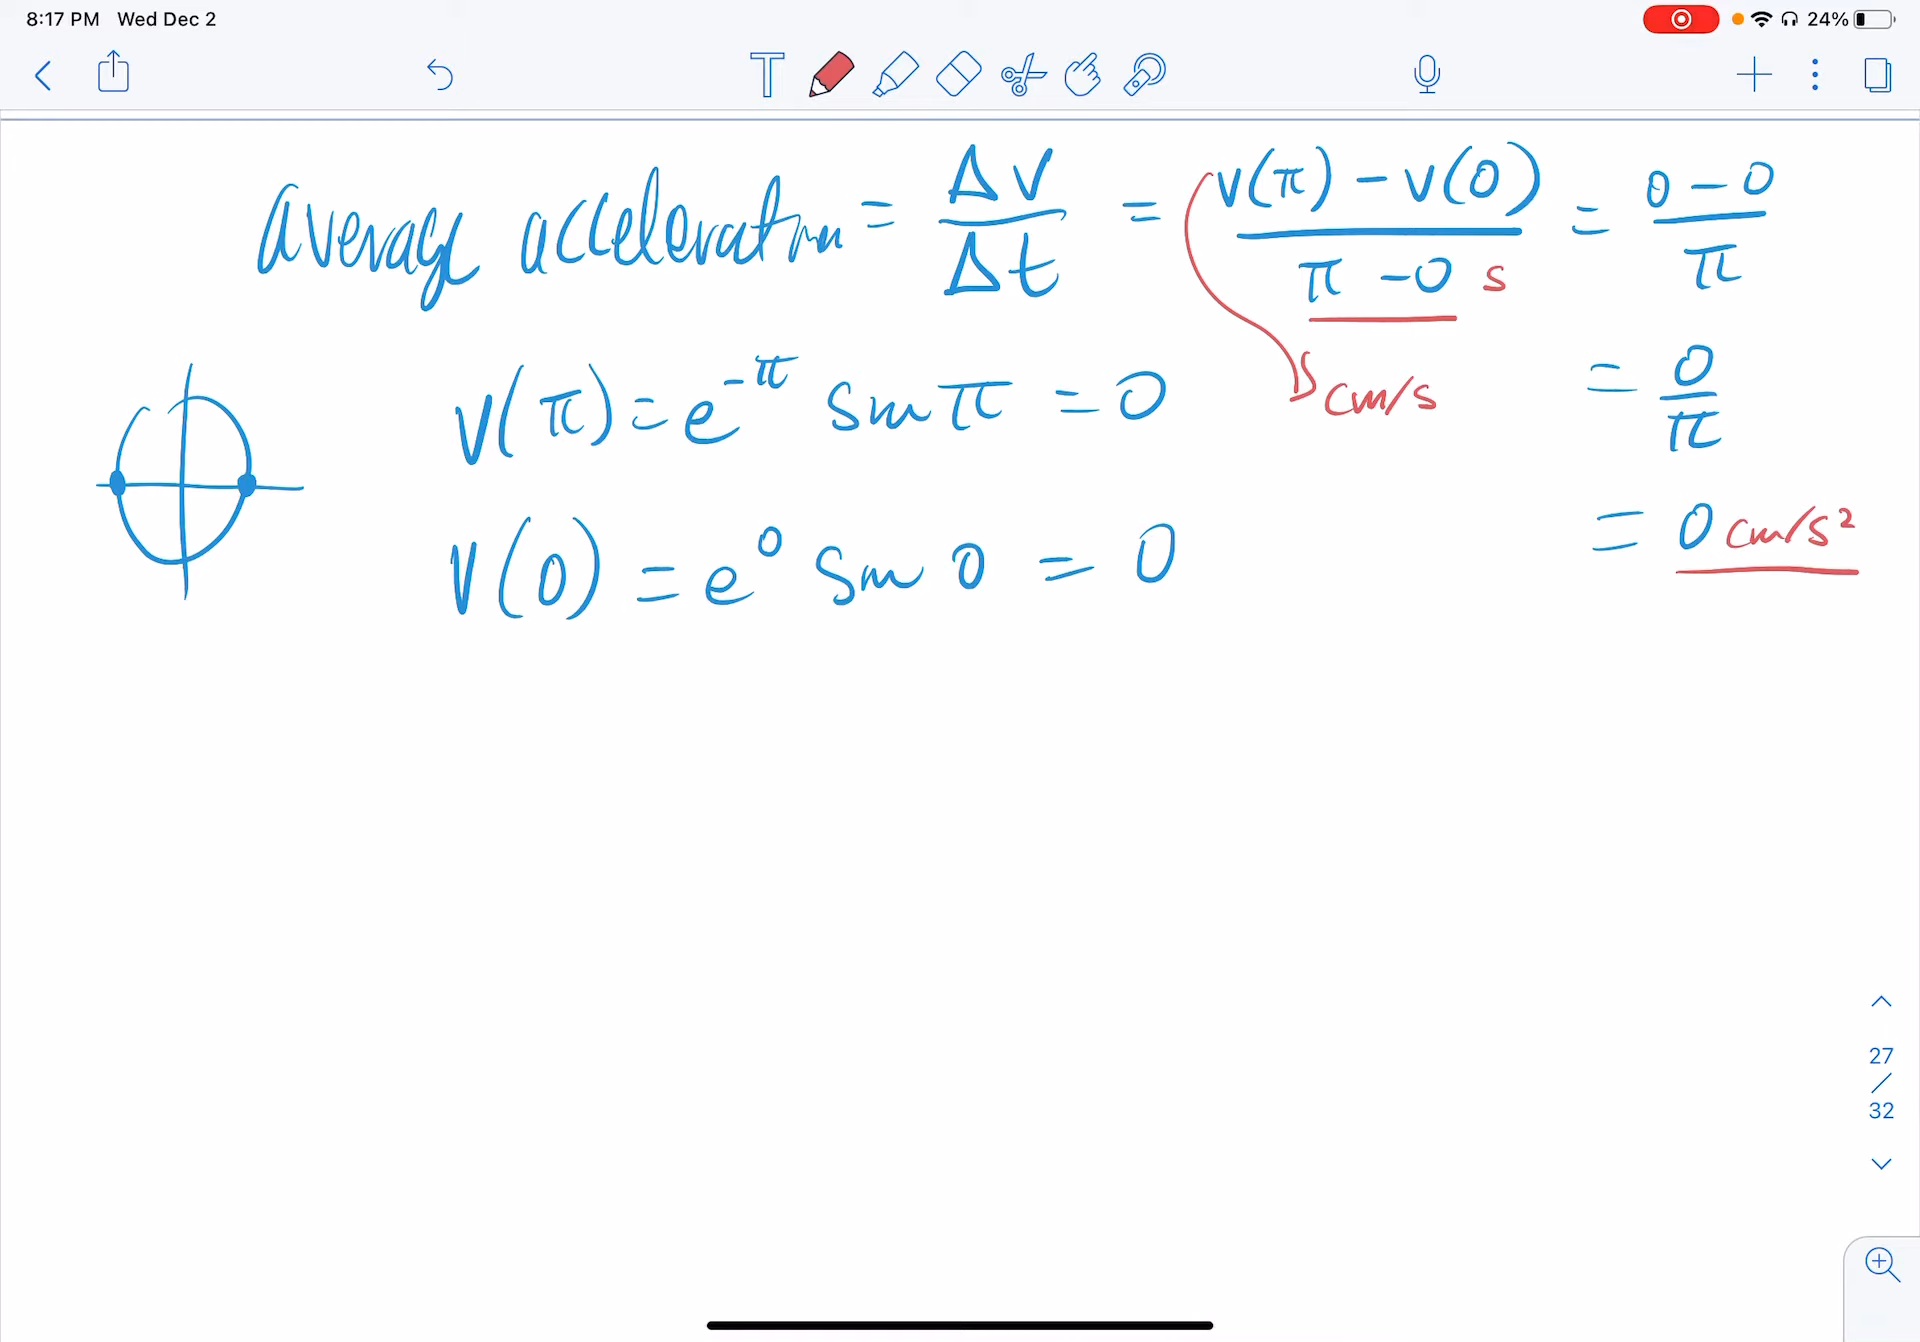 8:17 PM Wed Dec 2 24%
T
average acceleration = Δv/Δt = v(π) - v(0) / π - 0 s = 0 - 0 / π
v(π) = e^-π sin π = 0 cm/s = 0/π
v(0) = e^0 sin 0 = 0 = 0 cm/s²
27
/
32